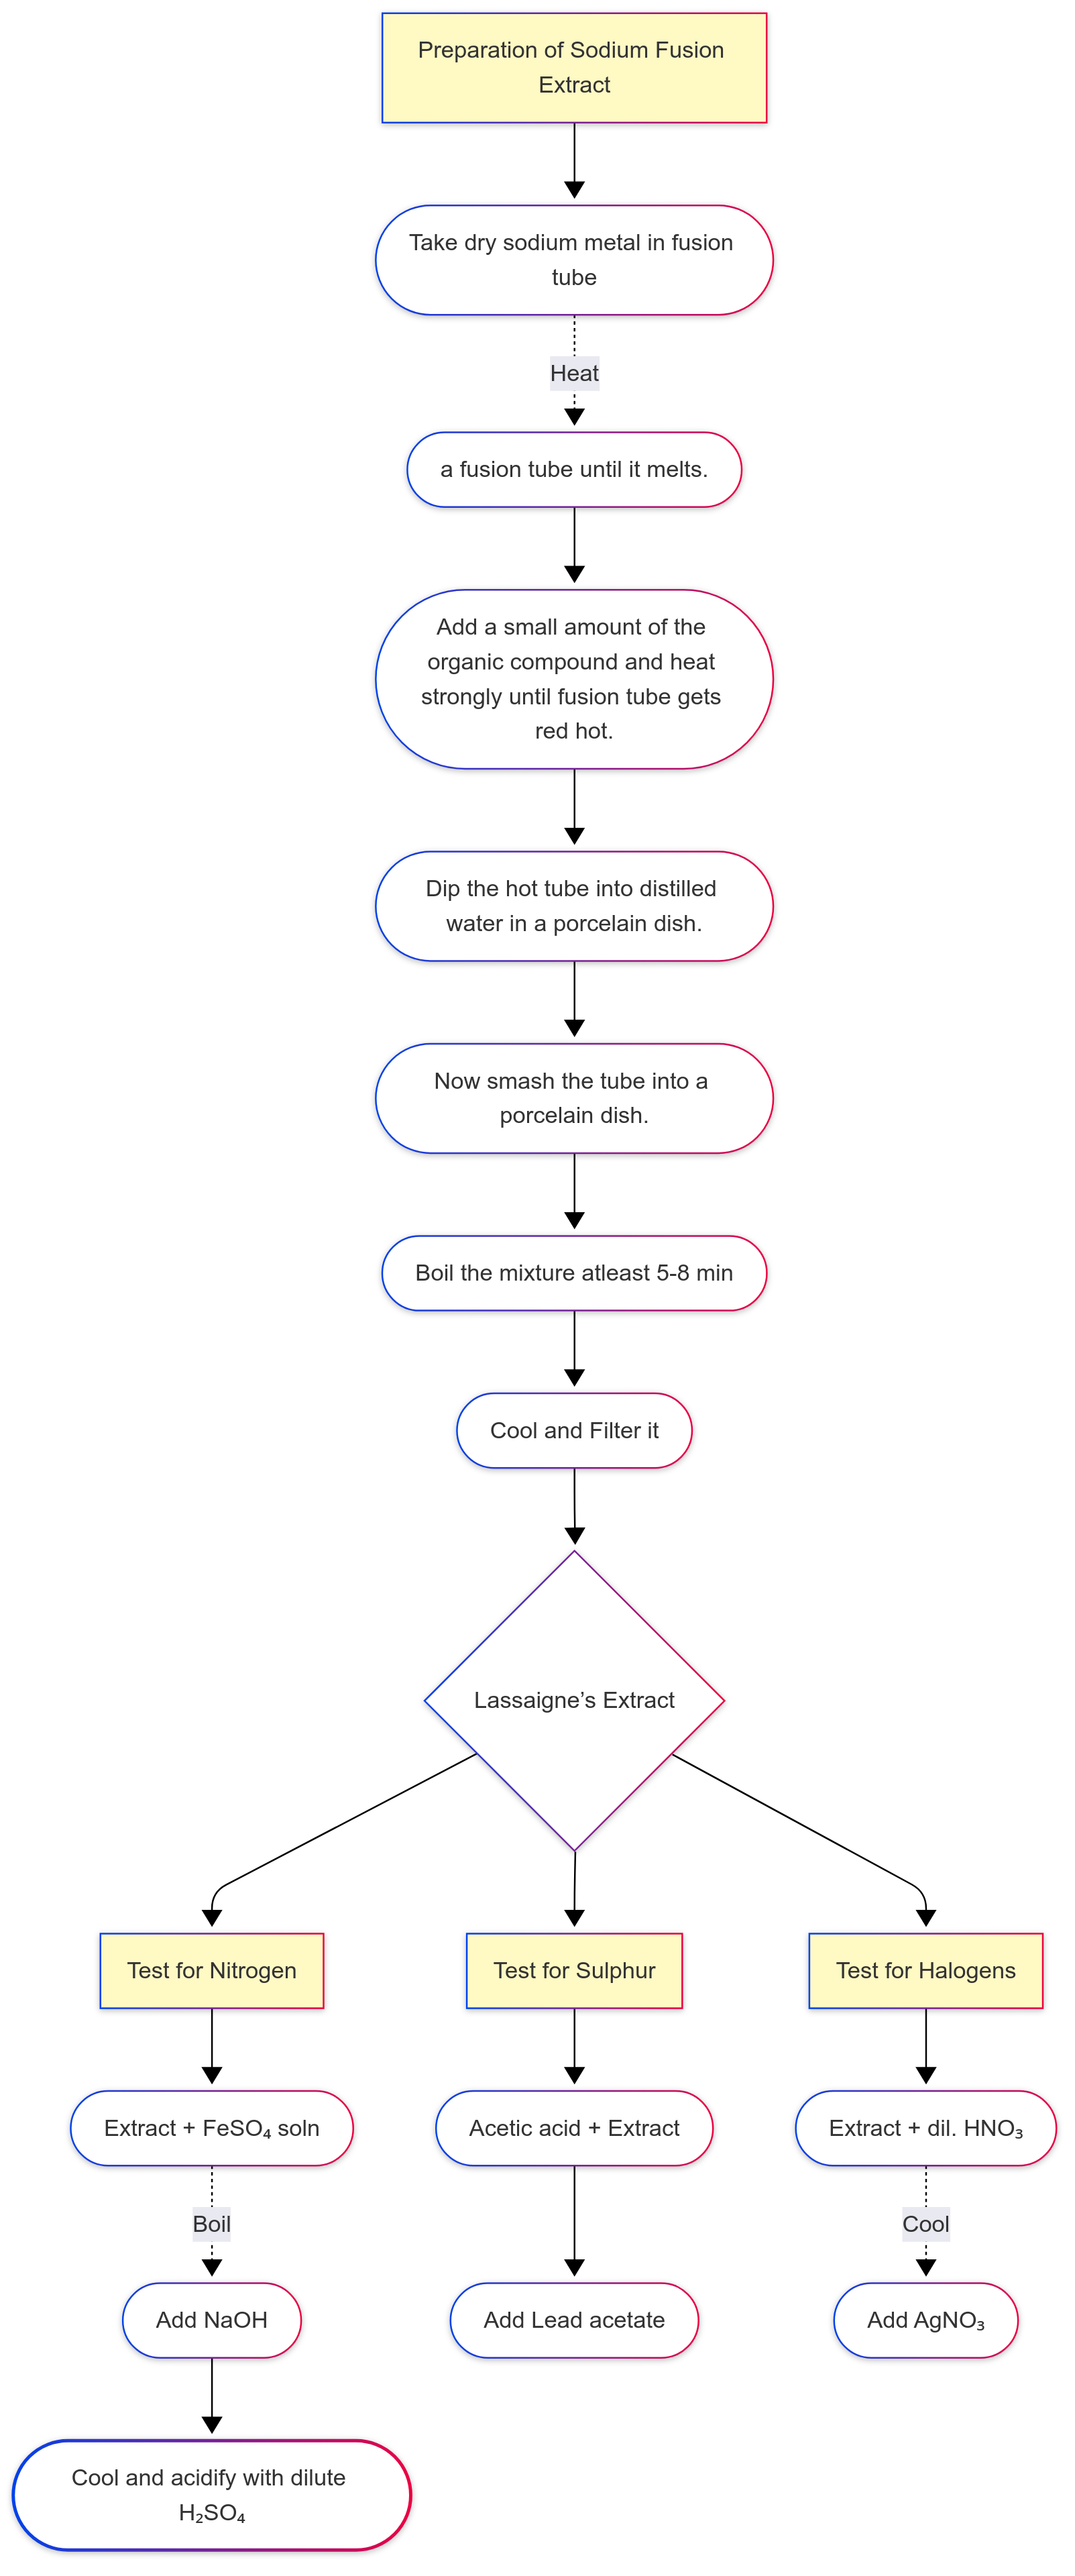 Preparation of Sodium Fusion
Extract
Take dry sodium metal in fusion
tube
Heat
a fusion tube until it melts.
Add a small amount of the
organic compound and heat
strongly until fusion tube gets
red hot.
Dip the hot tube into distilled
water in a porcelain dish.
Now smash the tube into a
porcelain dish.
Boil the mixture atleast 5-8 min
Cool and Filter it
Lassaigne’s Extract
Test for Nitrogen
Test for Sulphur
Test for Halogens
Extract + FeSO₄ soln
Acetic acid + Extract
Extract + dil. HNO₃
Boil
Cool
Add NaOH
Add Lead acetate
Add AgNO₃
Cool and acidify with dilute
H₂SO₄